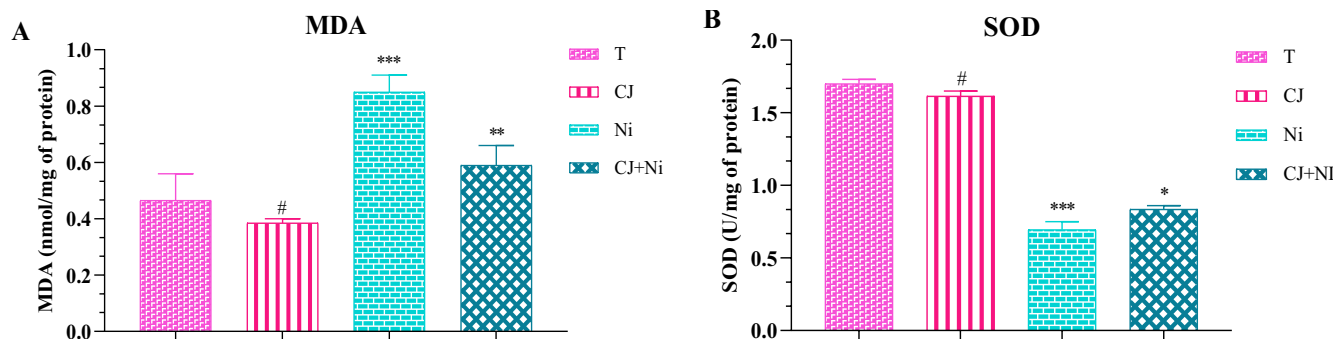 A
MDA
MDA (nmol/mg of protein)
1.0
0.8
0.6
0.4
0.2
0.0
#
***
**
T
CJ
Ni
CJ+Ni
B
SOD
SOD (U/mg of protein)
2.0
1.5
1.0
0.5
0.0
#
***
*
T
CJ
Ni
CJ+NI